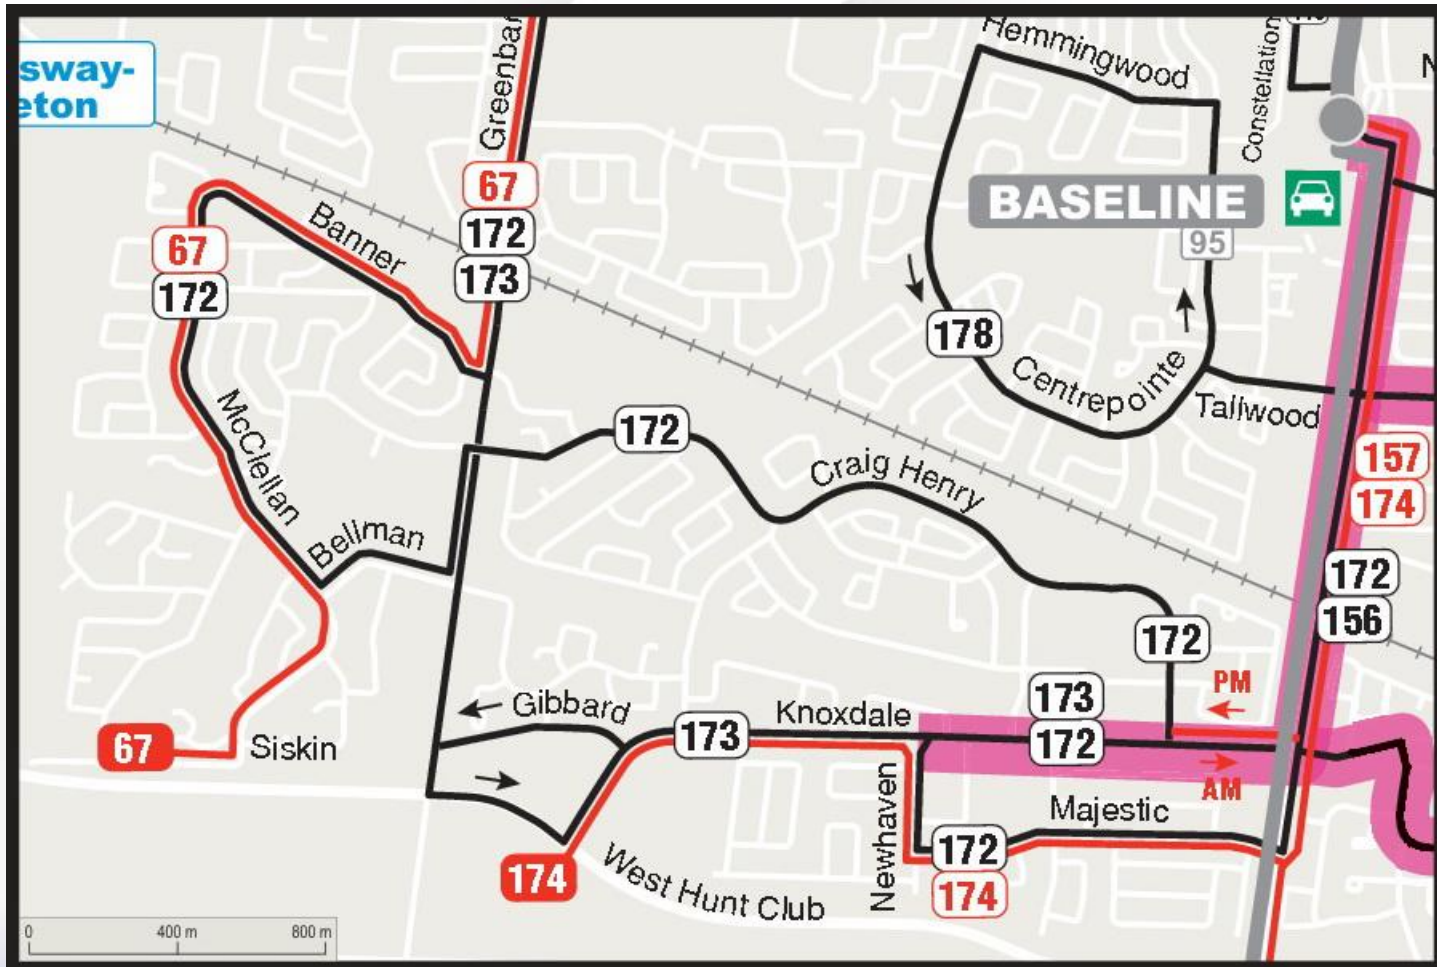 sway-
eton
Greenbar
Hemmingwood
Constellation
N
67
172
173
BASELINE
95
Banner
67
172
178
Centrepointe
Tallwood
McClellan
172
Craig Henry
157
174
Bellman
172
156
172
PM
173
Gibbard
Knoxdale
173
172
67
Siskin
AM
Newhaven
Majestic
172
174
174
West Hunt Club
0 400 m 800 m